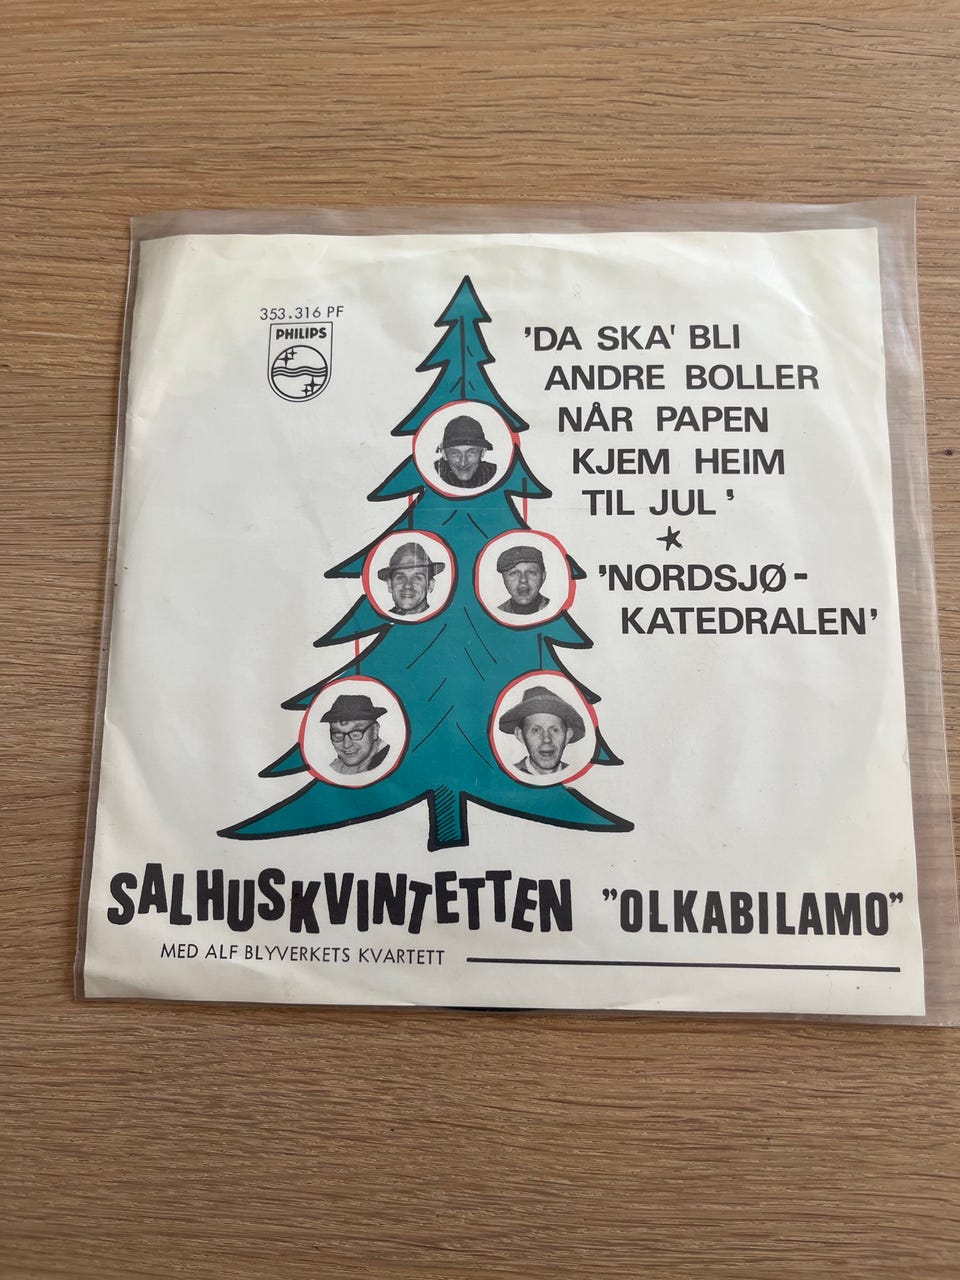 353.316 PF
PHILIPS
'DA SKA' BLI
ANDRE BOLLER
NÅR PAPEN
KJEM HEIM
TIL JUL'
'NORDSJØ-
KATEDRALEN'
SALHUSKVINTETTEN "OLKABILAMO"
MED ALF BLYVERKETS KVARTETT